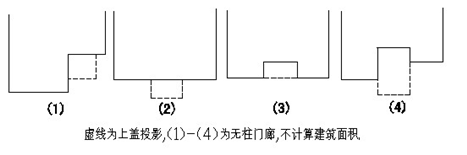 (1) (2) (3) (4)
虚线为上盖投影,(1)-(4)为无柱门廊,不计算建筑面积.